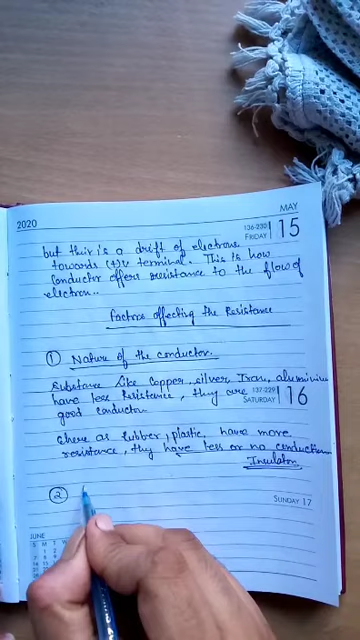 2020
MAY
136-230
FRIDAY 15
but their is a drift of electrons
towards (+)ve terminal. This is how
Conductor offers resistance to the flow of
electron..
factors affecting the Resistance
① Nature of the conductor.
Substance like Copper, silver Iron, aluminium
have less Resistance, they are
137-229
SATURDAY 16
good conductor
where as Rubber, plastic, have more
resistance, thy have less or no conduction
Insulator
②
SUNDAY 17
JUNE
S M T W